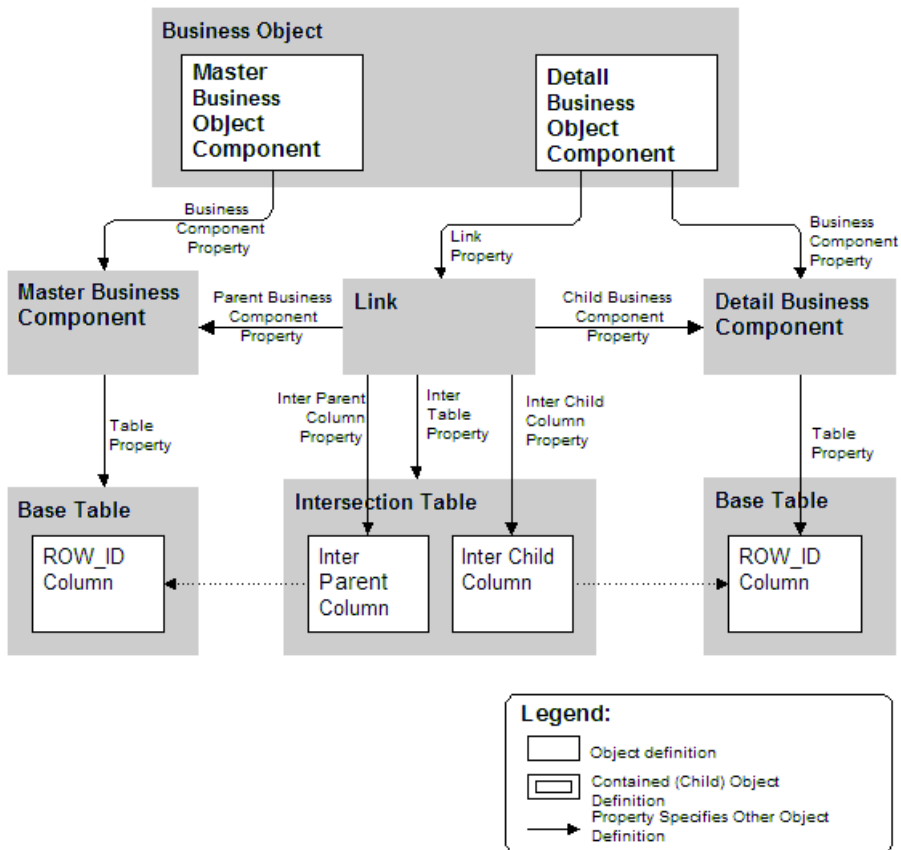 Business Object
Master
Business
Object
Component
Detall
Business
Object
Component
Business
Component
Property
Link
Property
Business
Component
Property
Master Business
Component
Parent Business
Component
Property
Link
Child Business
Component
Property
Detail Business
Component
Table
Property
Inter Parent
Column
Property
Inter
Table
Property
Inter Child
Column
Property
Table
Property
Base Table
ROW_ID
Column
Intersection Table
Inter
Parent
Column
Inter Child
Column
Base Table
ROW_ID
Column
Legend:
Object definition
Contained (Child) Object
Definition
Property Specifies Other Object
Definition